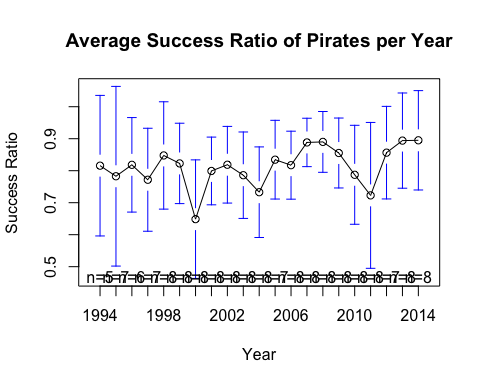 Average Success Ratio of Pirates per Year
Success Ratio
0.9
0.7
0.5
1994 1998 2002 2006 2010 2014
Year